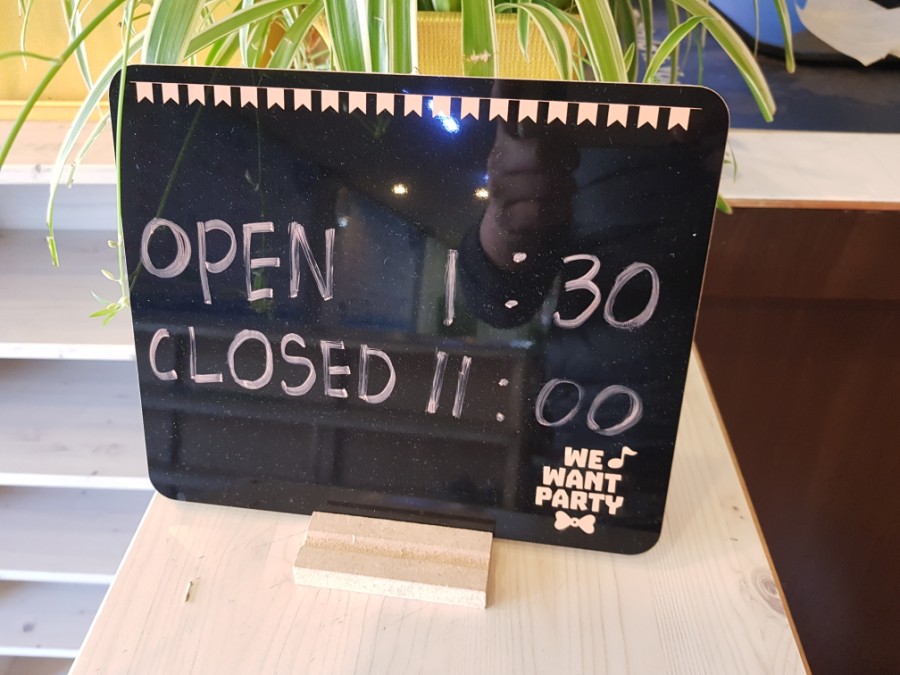 OPEN 1:30
CLOSED 11:00
WE
WANT
PARTY